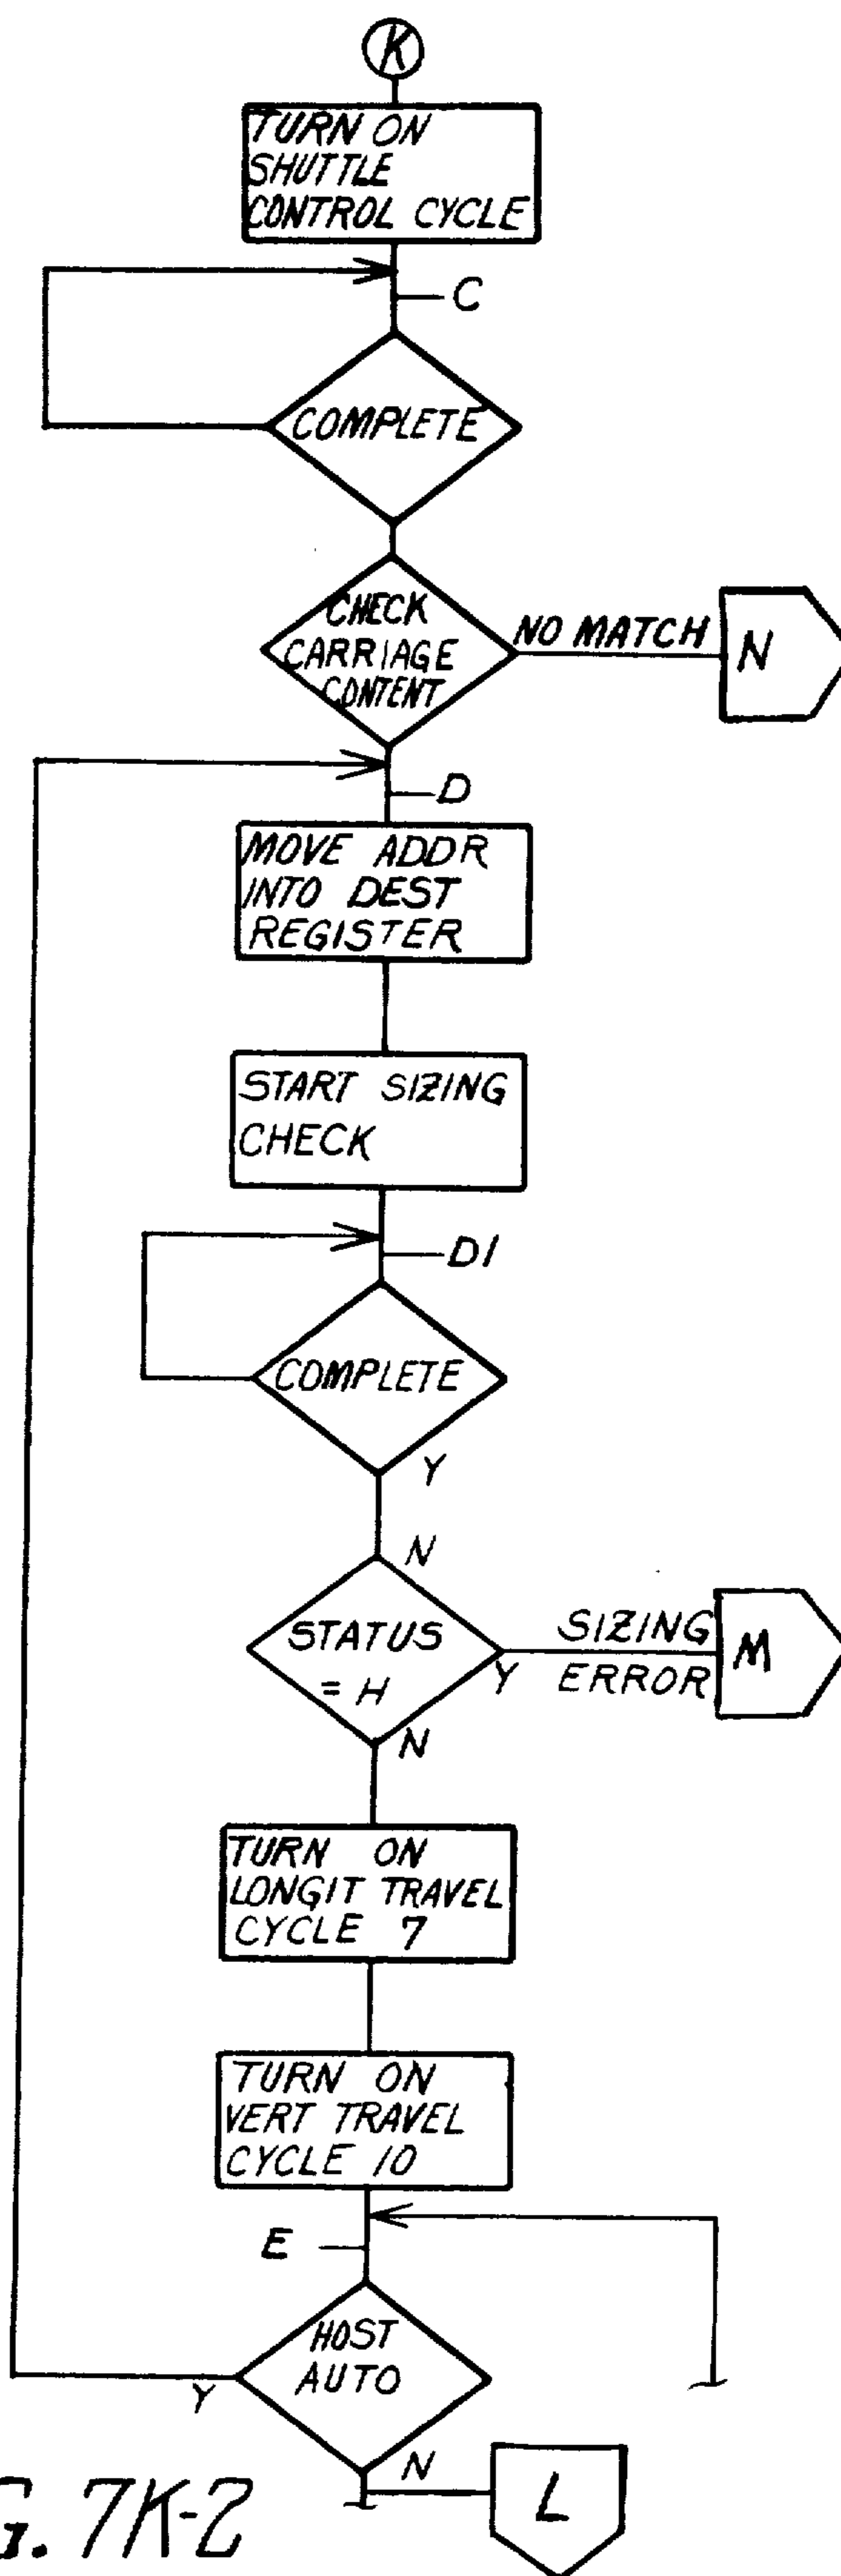 K
TURN ON
SHUTTLE
CONTROL CYCLE
C
COMPLETE
CHECK
CARRIAGE
CONTENT
NO MATCH
N
D
MOVE ADDR
INTO DEST
REGISTER
START SIZING
CHECK
D1
COMPLETE
Y
N
STATUS
= H
Y
SIZING
ERROR
M
N
TURN ON
LONGIT TRAVEL
CYCLE 7
TURN ON
VERT TRAVEL
CYCLE 10
E
HOST
AUTO
Y
N
L
G. 7K-2